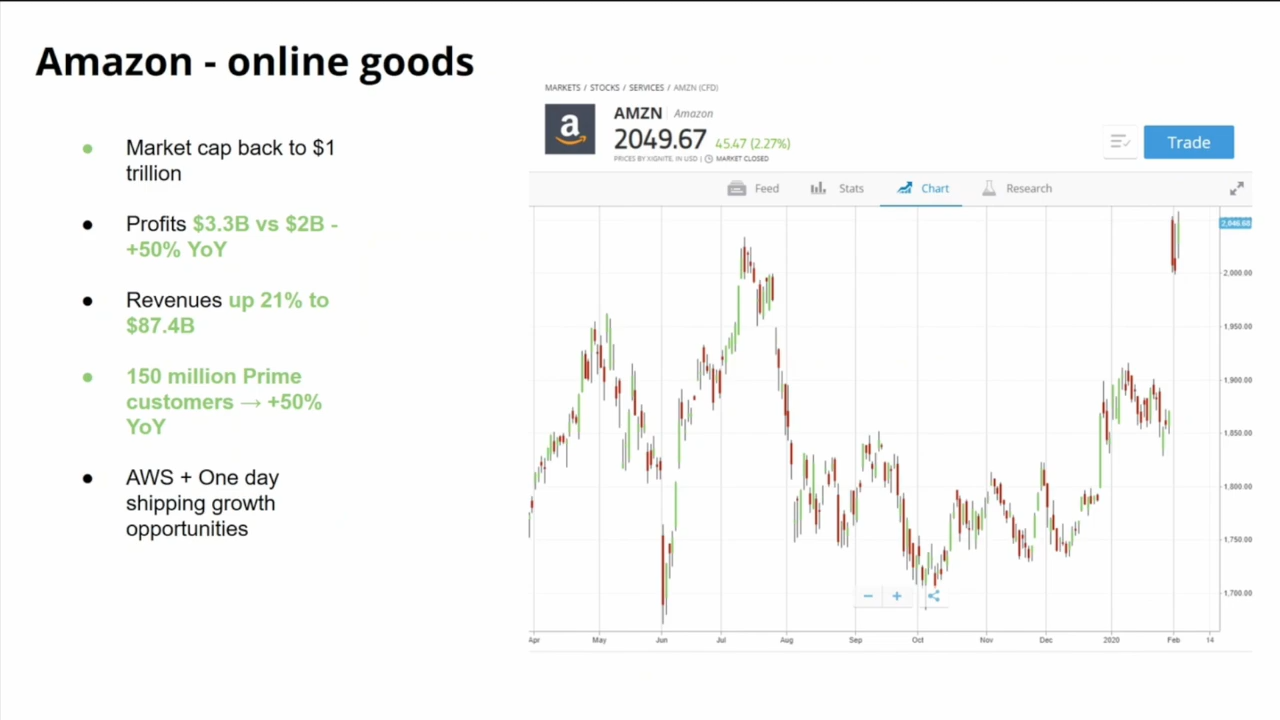 Amazon - online goods
Market cap back to $1
trillion
Profits $3.3B vs $2B -
+50% YoY
Revenues up 21% to
$87.4B
150 million Prime
customers → +50%
YoY
AWS + One day
shipping growth
opportunities
MARKETS / STOCKS / SERVICES / AMZN (CFD)
a
AMZN Amazon
2049.67 45.47 (2.27%)
PRICES BY XIGNITE, IN USD | MARKET CLOSED
Trade
Feed Stats Chart Research
2,046.68
2,000.00
1,950.00
1,900.00
1,850.00
1,800.00
1,750.00
1,700.00
Apr May Jun Jul Aug Sep Oct Nov Dec 2020 Feb 14